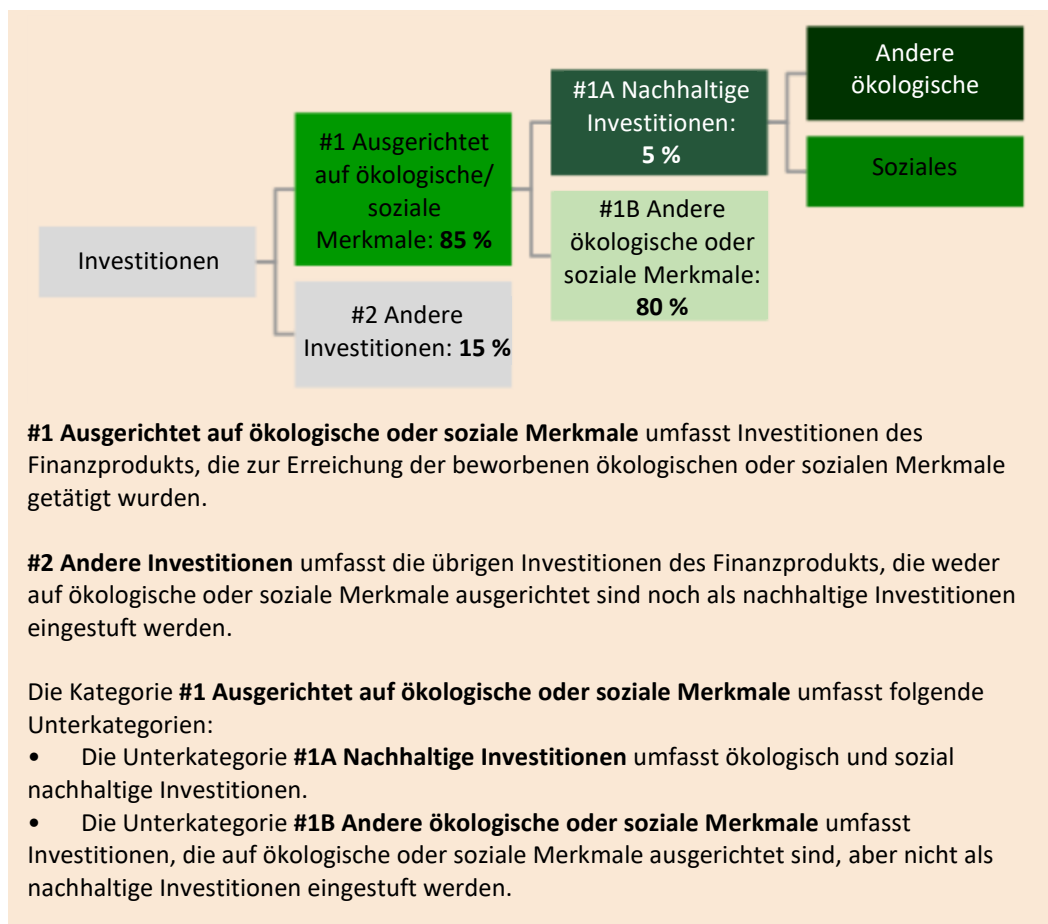 Investitionen
#1 Ausgerichtet
auf ökologische/
soziale
Merkmale: 85 %
#2 Andere
Investitionen: 15 %
#1A Nachhaltige
Investitionen:
5 %
#1B Andere
ökologische oder
soziale Merkmale:
80 %
Andere
ökologische
Soziales
#1 Ausgerichtet auf ökologische oder soziale Merkmale umfasst Investitionen des
Finanzprodukts, die zur Erreichung der beworbenen ökologischen oder sozialen Merkmale
getätigt wurden.
#2 Andere Investitionen umfasst die übrigen Investitionen des Finanzprodukts, die weder
auf ökologische oder soziale Merkmale ausgerichtet sind noch als nachhaltige Investitionen
eingestuft werden.
Die Kategorie #1 Ausgerichtet auf ökologische oder soziale Merkmale umfasst folgende
Unterkategorien:
• Die Unterkategorie #1A Nachhaltige Investitionen umfasst ökologisch und sozial
nachhaltige Investitionen.
• Die Unterkategorie #1B Andere ökologische oder soziale Merkmale umfasst
Investitionen, die auf ökologische oder soziale Merkmale ausgerichtet sind, aber nicht als
nachhaltige Investitionen eingestuft werden.